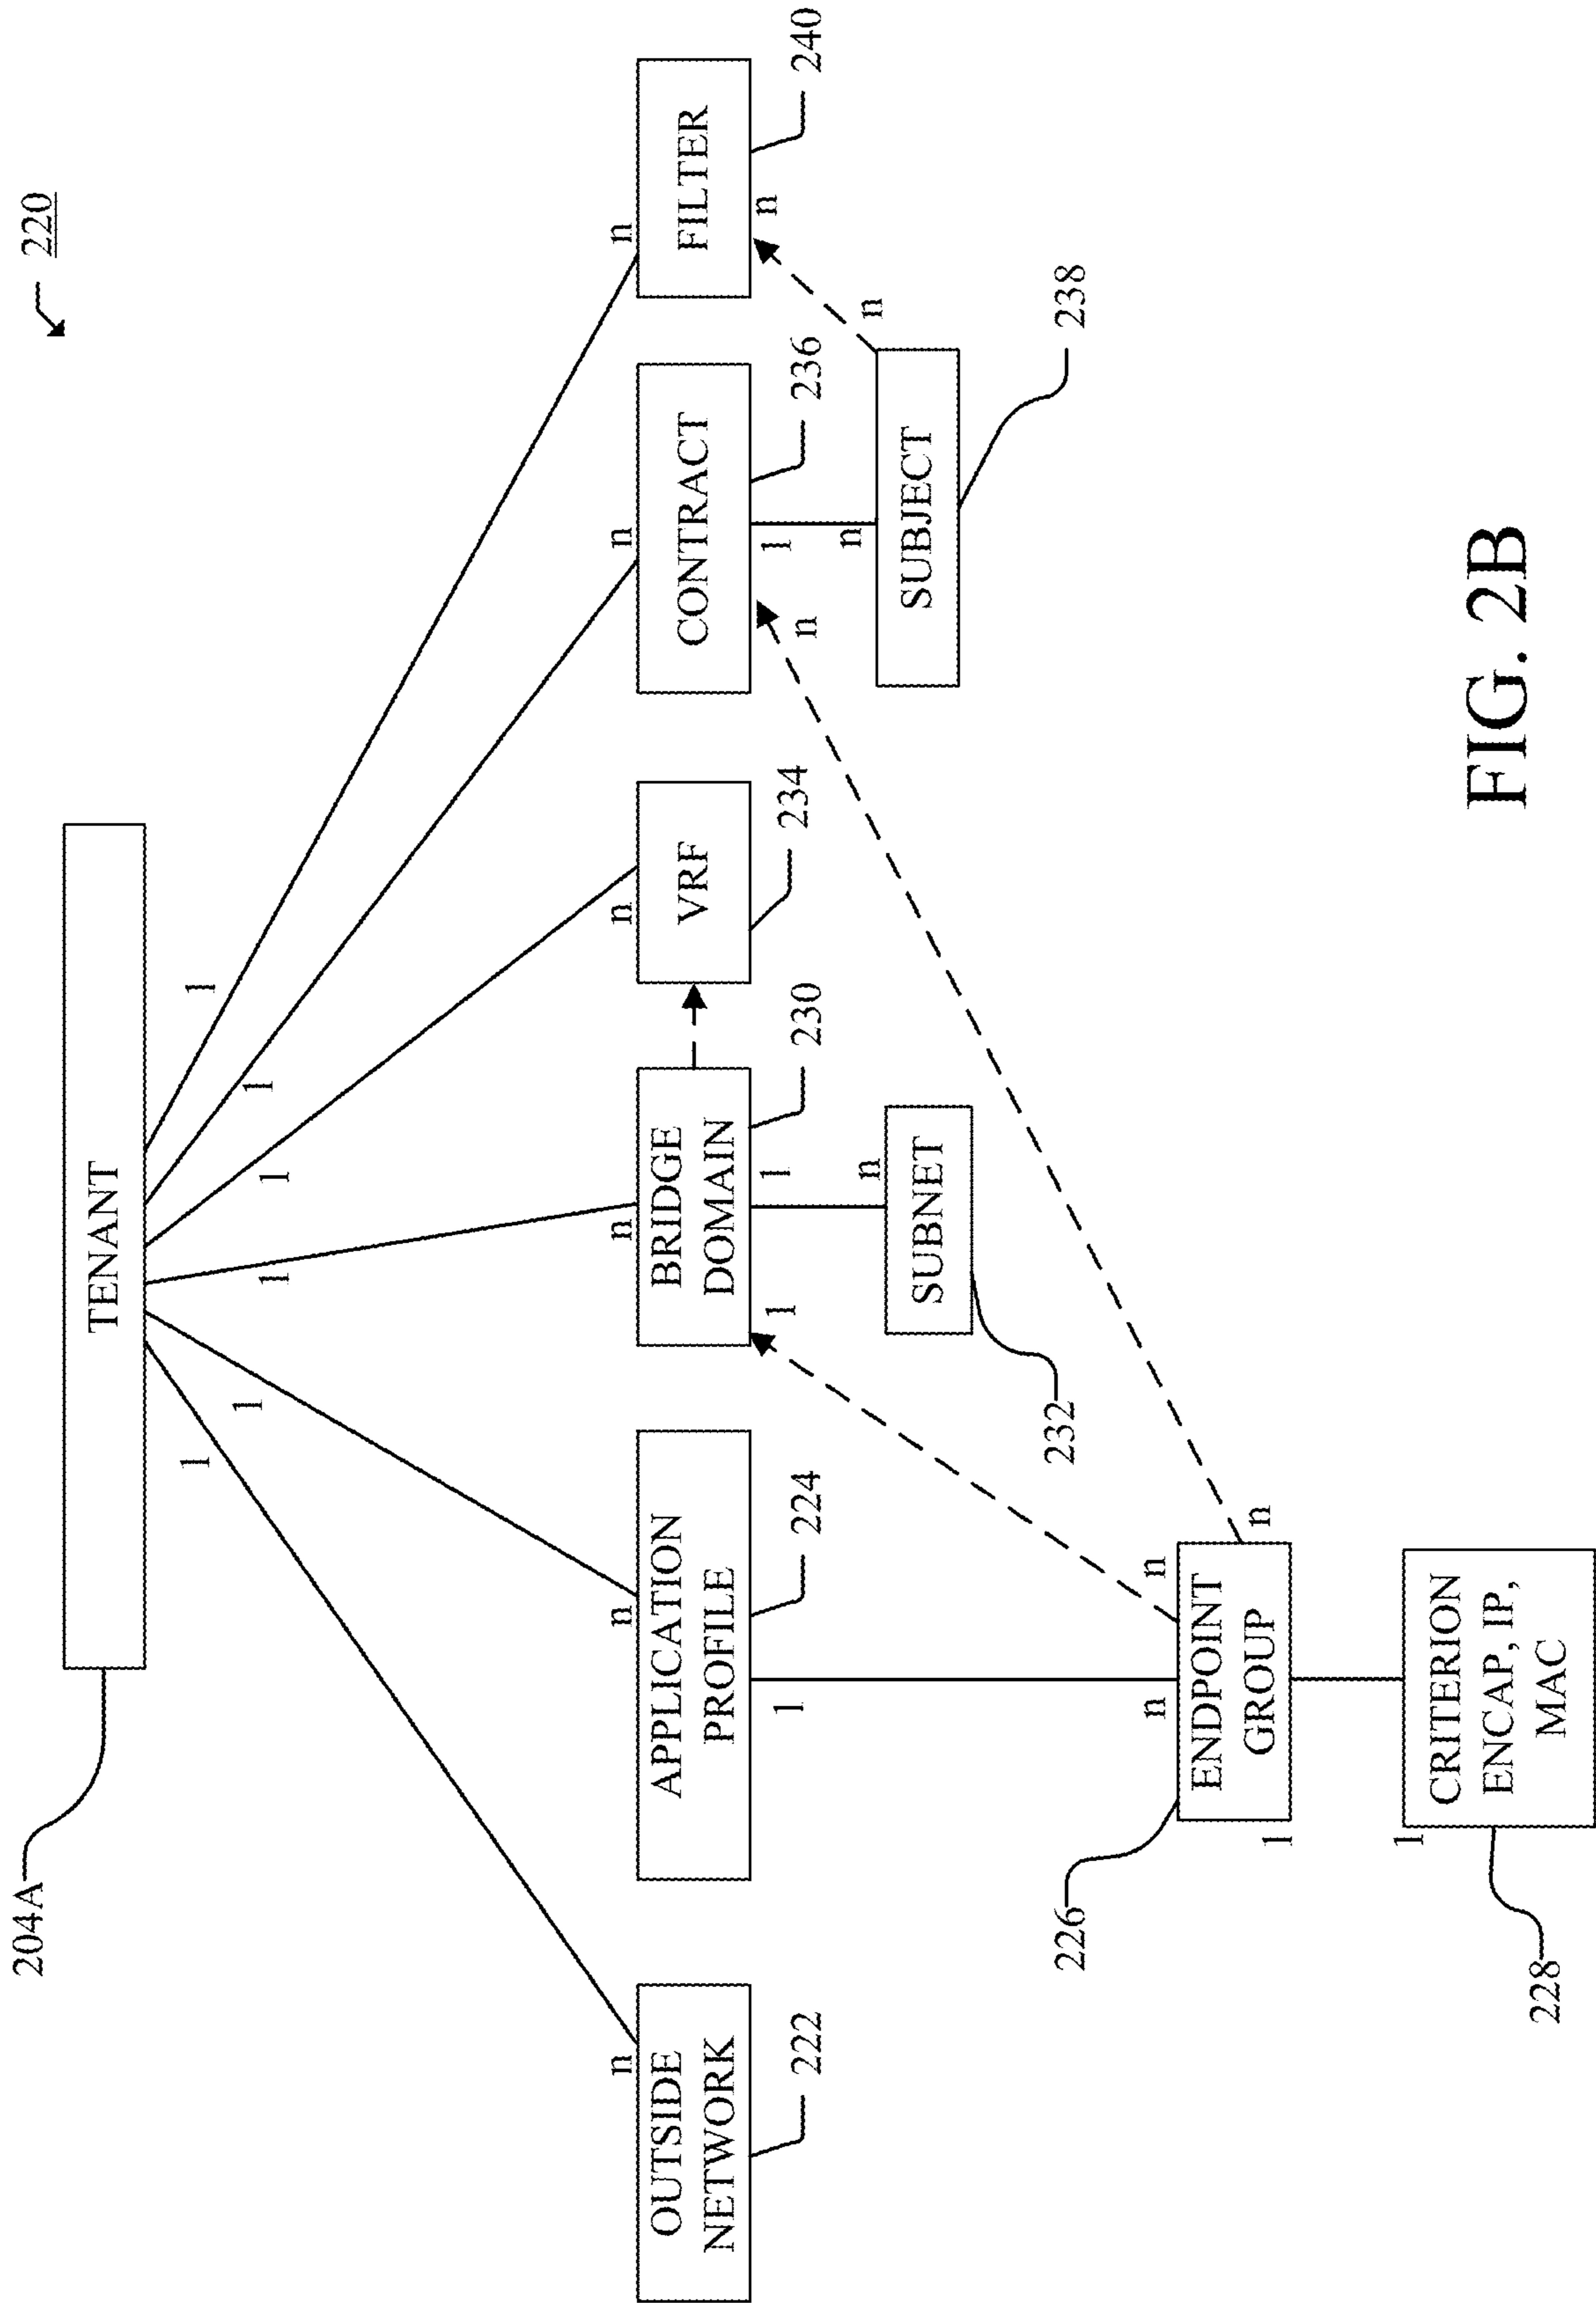 220
204A
TENANT
1
1
1
1
1
1
n
n
n
n
n
n
OUTSIDE
NETWORK
222
APPLICATION
PROFILE
224
BRIDGE
DOMAIN
230
VRF
234
CONTRACT
236
FILTER
240
1
1
1
n
1
n
n
SUBNET
232
n
n
SUBJECT
238
n
n
n
ENDPOINT
GROUP
226
1
1
CRITERION
ENCAP, IP,
MAC
228
FIG. 2B